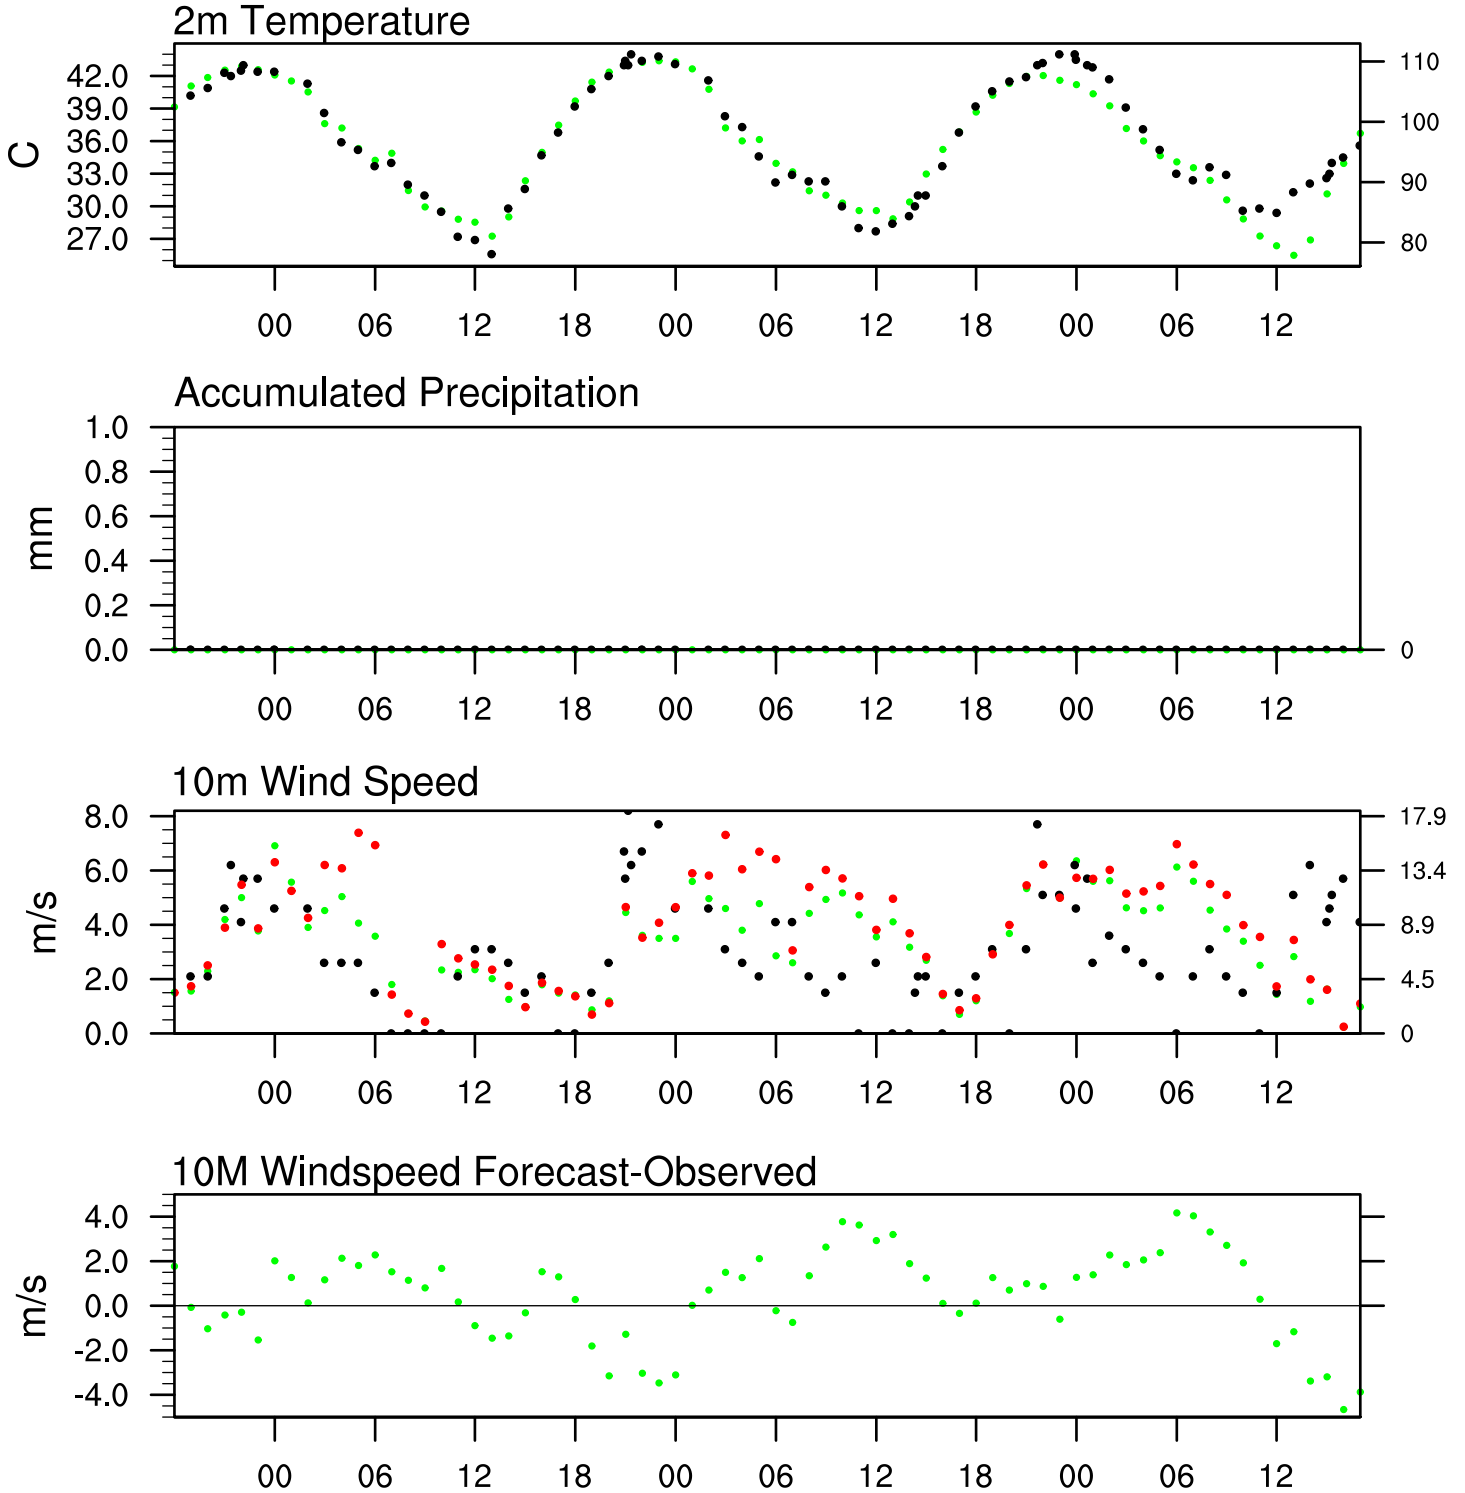 2m Temperature
42.0
39.0
36.0
33.0
30.0
27.0
C
110
100
90
80
00 06 12 18 00 06 12 18 00 06 12
Accumulated Precipitation
1.0
0.8
0.6
0.4
0.2
0.0
mm
0
00 06 12 18 00 06 12 18 00 06 12
10m Wind Speed
8.0
6.0
4.0
2.0
0.0
m/s
17.9
13.4
8.9
4.5
0
00 06 12 18 00 06 12 18 00 06 12
10M Windspeed Forecast-Observed
4.0
2.0
0.0
-2.0
-4.0
m/s
00 06 12 18 00 06 12 18 00 06 12